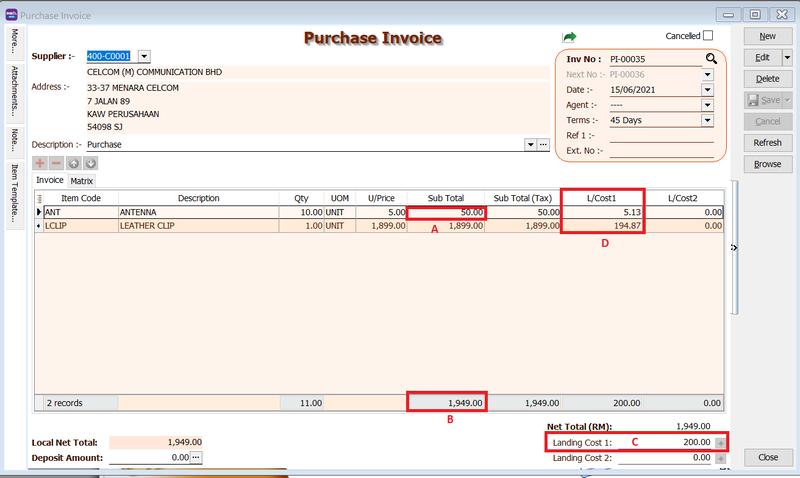 Purchase Invoice
More...
Attachments...
Note...
Item Template...
Purchase Invoice
Cancelled
Supplier :- 400-C0001
CELCOM (M) COMMUNICATION BHD
Address :- 33-37 MENARA CELCOM
7 JALAN 89
KAW PERUSAHAAN
54098 SJ
Description :- Purchase
Inv No : PI-00035
Next No :- PI-00036
Date :- 15/06/2021
Agent :- ----
Terms :- 45 Days
Ref 1 :-
Ext. No :-
New
Edit
Delete
Save
Cancel
Refresh
Browse
Invoice Matrix
Item Code Description Qty UOM U/Price Sub Total Sub Total (Tax) L/Cost1 L/Cost2
ANT ANTENNA 10.00 UNIT 5.00 50.00 50.00 5.13 0.00
LCLIP LEATHER CLIP 1.00 UNIT 1,899.00 1,899.00 1,899.00 194.87 0.00
A
D
2 records 11.00 1,949.00 1,949.00 200.00 0.00
B
Net Total (RM): 1,949.00
Local Net Total: 1,949.00
Landing Cost 1: C 200.00
Deposit Amount: 0.00
Landing Cost 2: 0.00
Close